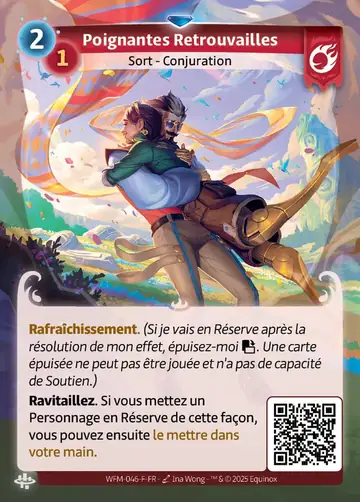 2
1
Poignantes Retrouvailles
Sort - Conjuration
Rafraîchissement. (Si je vais en Réserve après la
résolution de mon effet, épuisez-moi. Une carte
épuisée ne peut pas être jouée et n'a pas de capacité
de Soutien.)
Ravitaillez. Si vous mettez un
Personnage en Réserve de cette façon,
vous pouvez ensuite le mettre dans
votre main.
WFM-046-F-FR - Ina Wong - ™ & © 2025 Equinox